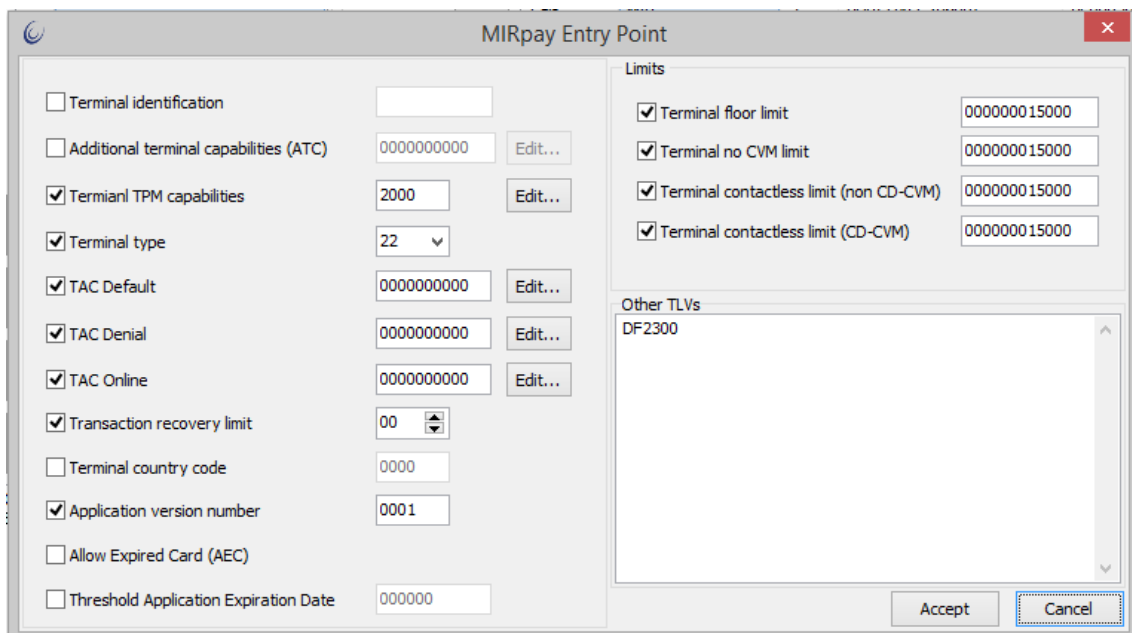 MIRpay Entry Point
Terminal identification
Additional terminal capabilities (ATC) 0000000000 Edit...
Termianl TPM capabilities 2000 Edit...
Terminal type 22
TAC Default 0000000000 Edit...
TAC Denial 0000000000 Edit...
TAC Online 0000000000 Edit...
Transaction recovery limit 00
Terminal country code 0000
Application version number 0001
Allow Expired Card (AEC)
Threshold Application Expiration Date 000000
Limits
Terminal floor limit 000000015000
Terminal no CVM limit 000000015000
Terminal contactless limit (non CD-CVM) 000000015000
Terminal contactless limit (CD-CVM) 000000015000
Other TLVs
DF2300
Accept Cancel